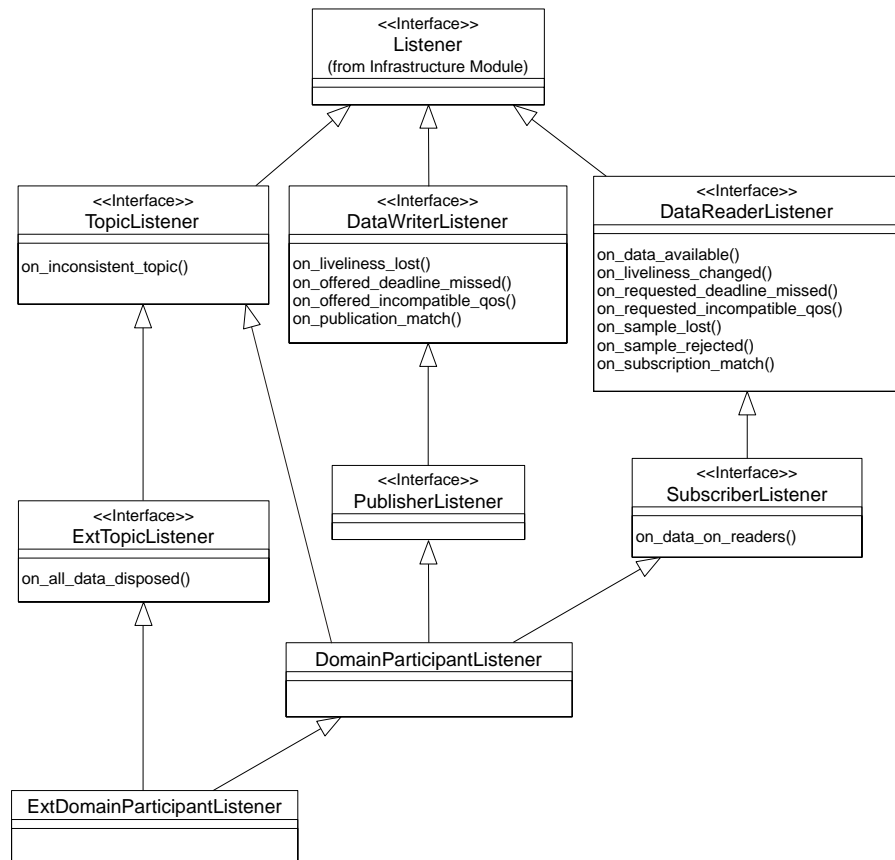 <<Interface>>
Listener
(from Infrastructure Module)
<<Interface>>
TopicListener
on_inconsistent_topic()
<<Interface>>
DataWriterListener
on_liveliness_lost()
on_offered_deadline_missed()
on_offered_incompatible_qos()
on_publication_match()
<<Interface>>
DataReaderListener
on_data_available()
on_liveliness_changed()
on_requested_deadline_missed()
on_requested_incompatible_qos()
on_sample_lost()
on_sample_rejected()
on_subscription_match()
<<Interface>>
ExtTopicListener
on_all_data_disposed()
<<Interface>>
PublisherListener
<<Interface>>
SubscriberListener
on_data_on_readers()
DomainParticipantListener
ExtDomainParticipantListener